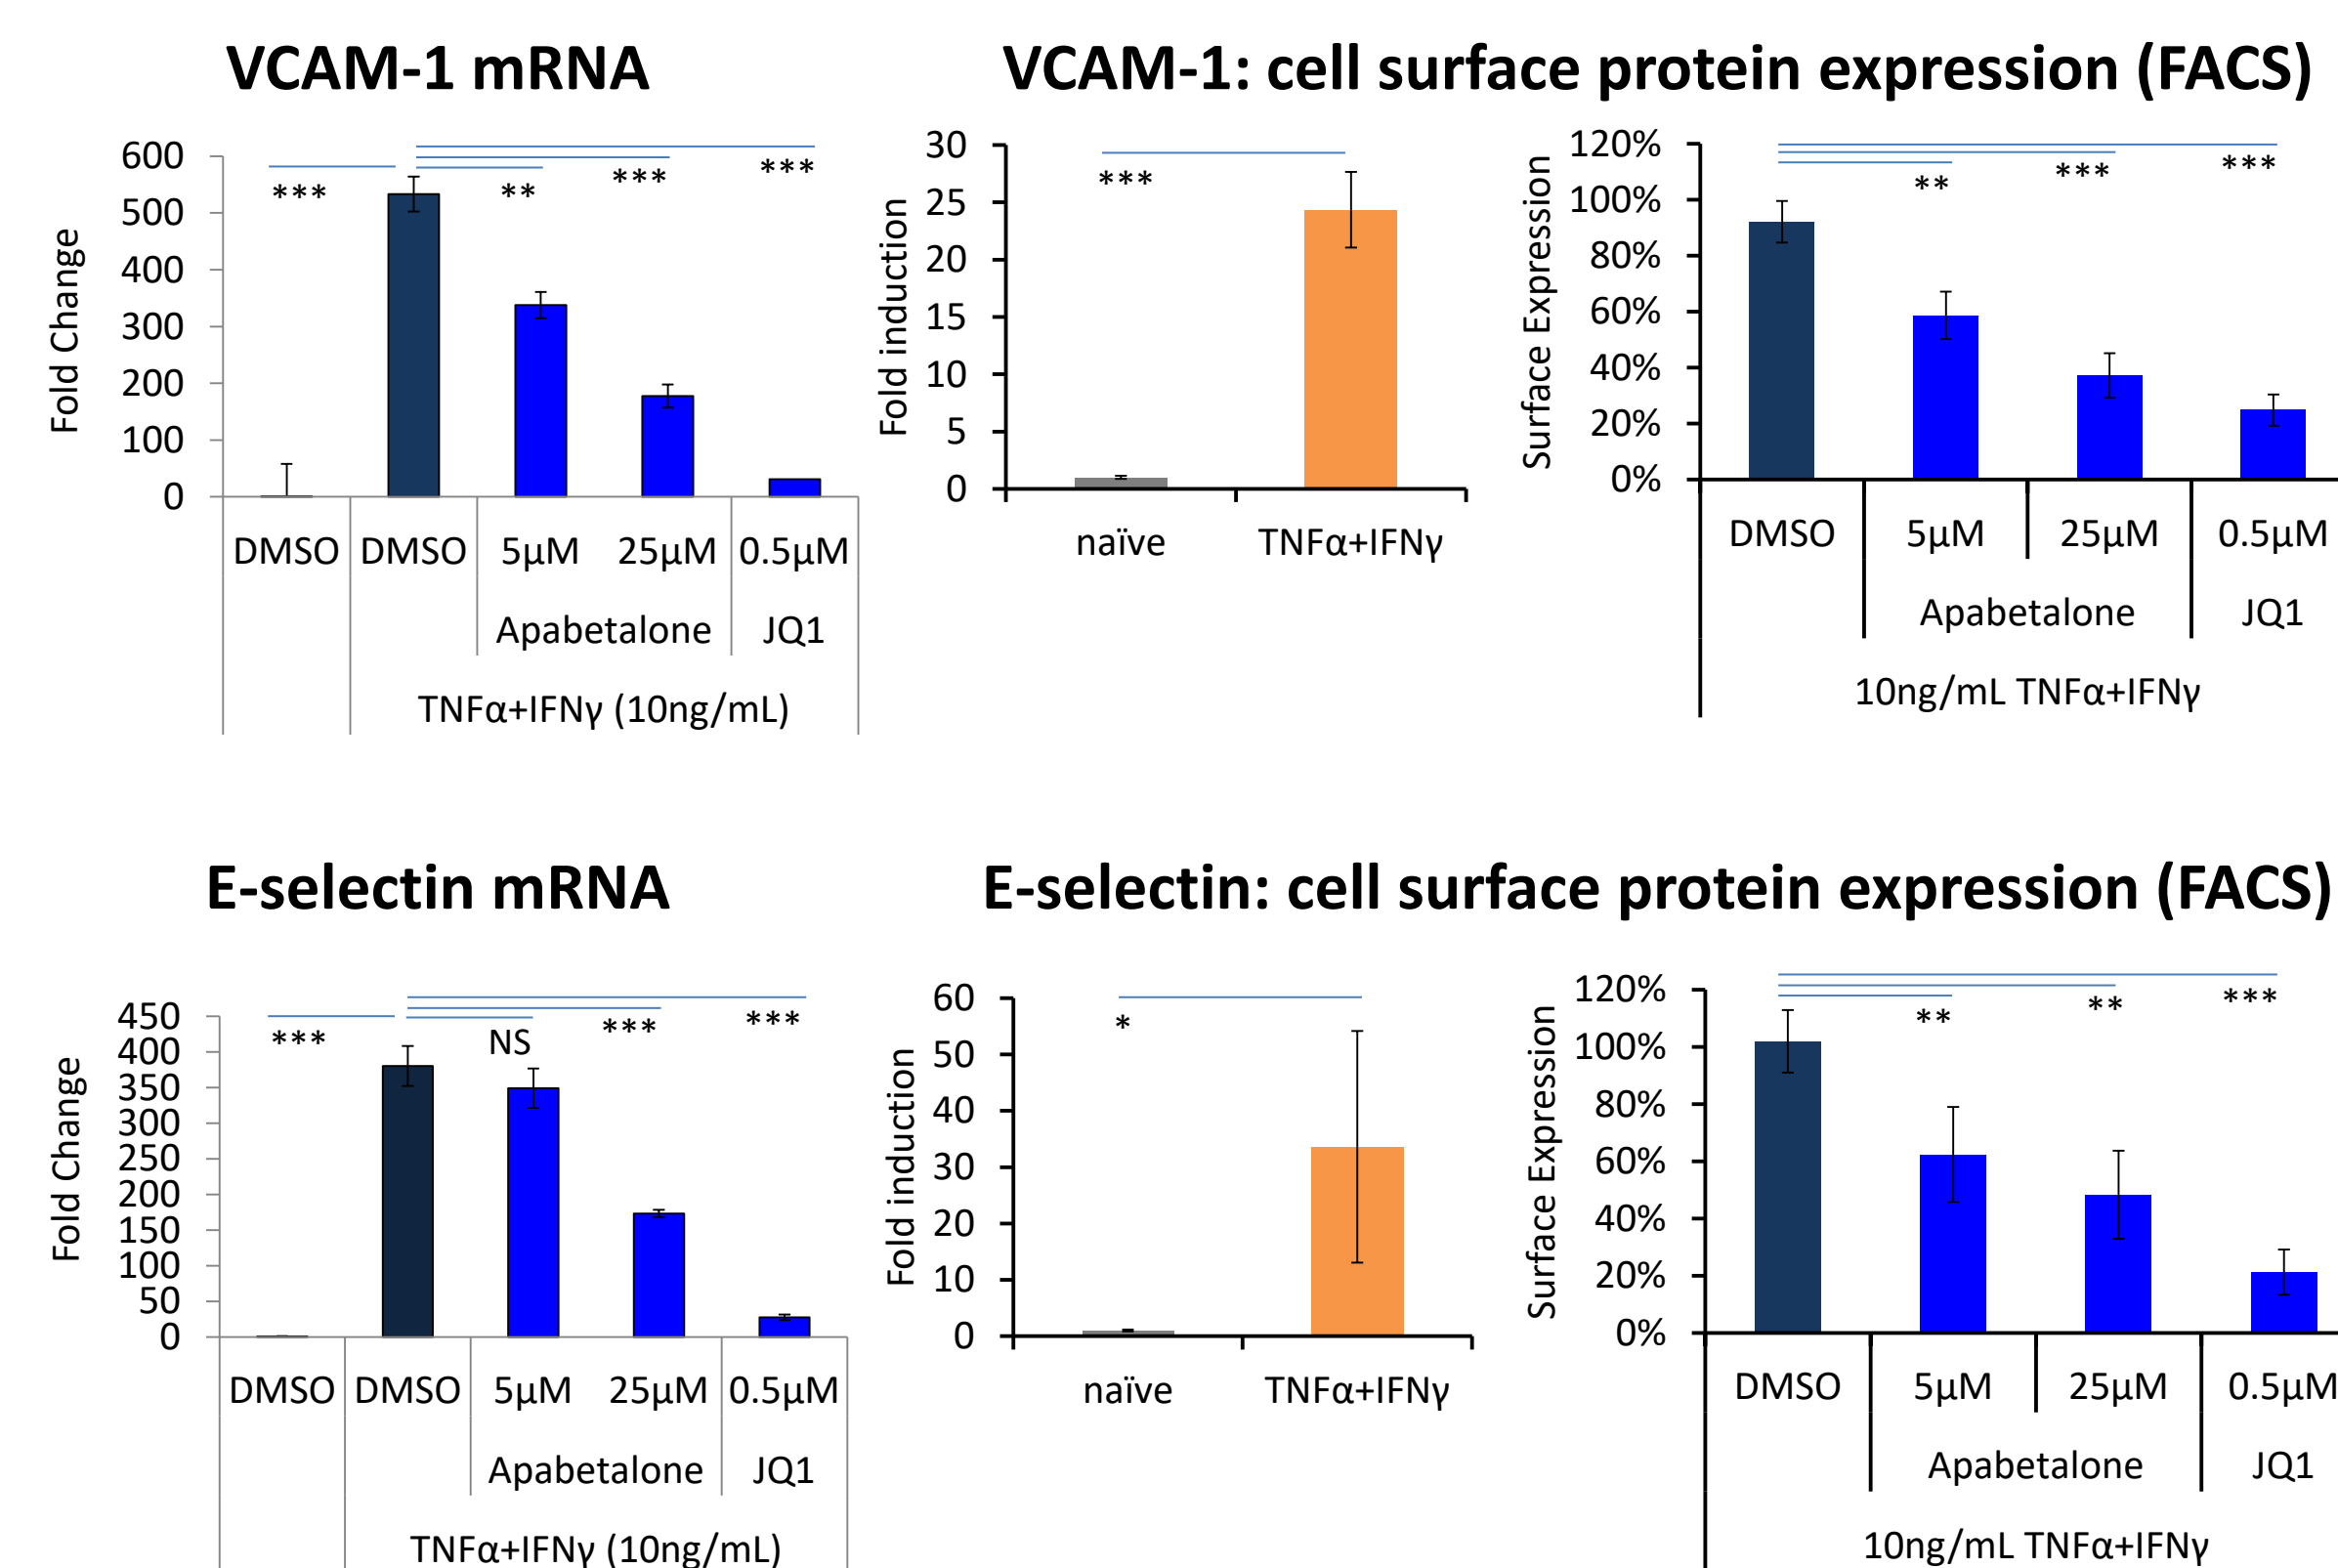 VCAM-1 mRNA
VCAM-1: cell surface protein expression (FACS)
Fold Change
600
500
400
300
200
100
0
***
**
***
***
DMSO
DMSO
5µM
25µM
0.5µM
Apabetalone
JQ1
TNFα+IFNγ (10ng/mL)
Fold induction
30
25
20
15
10
5
0
***
naïve
TNFα+IFNγ
Surface Expression
120%
100%
80%
60%
40%
20%
0%
**
***
***
DMSO
5µM
25µM
0.5µM
Apabetalone
JQ1
10ng/mL TNFα+IFNγ
E-selectin mRNA
E-selectin: cell surface protein expression (FACS)
Fold Change
450
400
350
300
250
200
150
100
50
0
***
NS
***
***
DMSO
DMSO
5µM
25µM
0.5µM
Apabetalone
JQ1
TNFα+IFNγ (10ng/mL)
Fold induction
60
50
40
30
20
10
0
*
naïve
TNFα+IFNγ
Surface Expression
120%
100%
80%
60%
40%
20%
0%
**
**
***
DMSO
5µM
25µM
0.5µM
Apabetalone
JQ1
10ng/mL TNFα+IFNγ